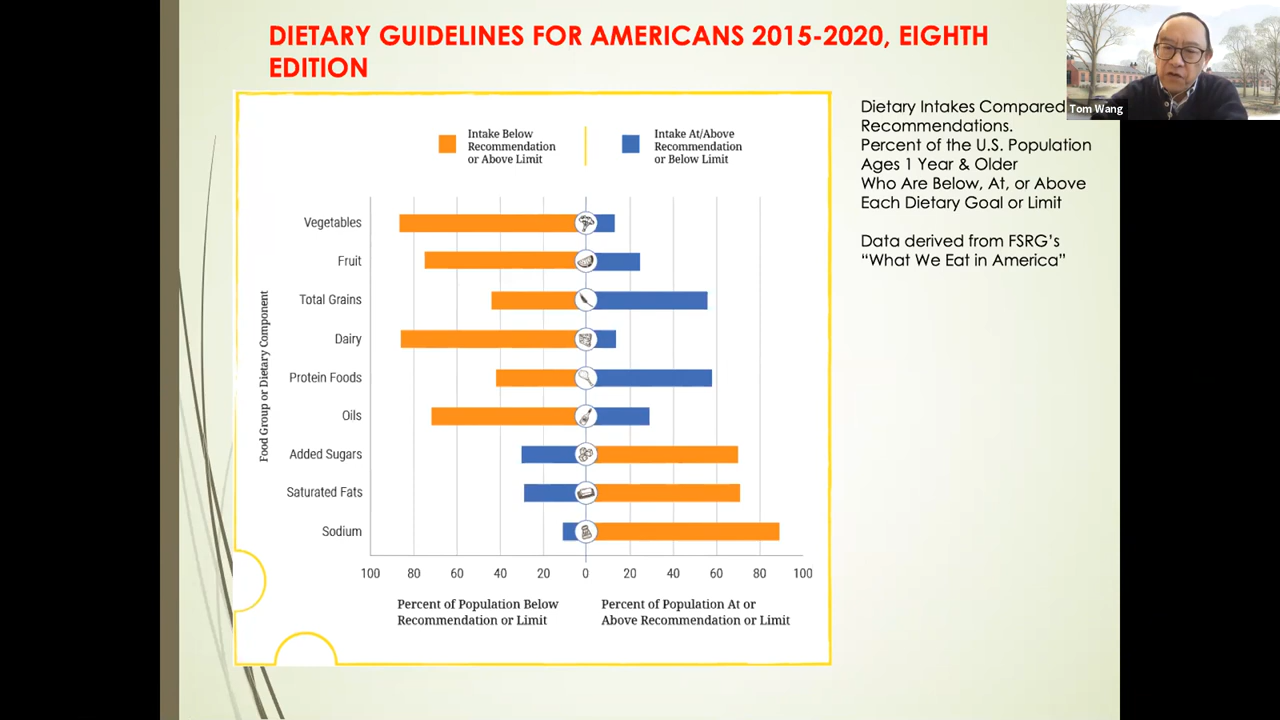 DIETARY GUIDELINES FOR AMERICANS 2015-2020, EIGHTH
EDITION
Tom Wang
Dietary Intakes Compared
Recommendations.
Percent of the U.S. Population
Ages 1 Year & Older
Who Are Below, At, or Above
Each Dietary Goal or Limit
Data derived from FSRG’s
“What We Eat in America”
Intake Below
Recommendation
or Above Limit
Intake At/Above
Recommendation
or Below Limit
Food Group or Dietary Component
Vegetables
Fruit
Total Grains
Dairy
Protein Foods
Oils
Added Sugars
Saturated Fats
Sodium
100 80 60 40 20 0 20 40 60 80 100
Percent of Population Below
Recommendation or Limit
Percent of Population At or
Above Recommendation or Limit